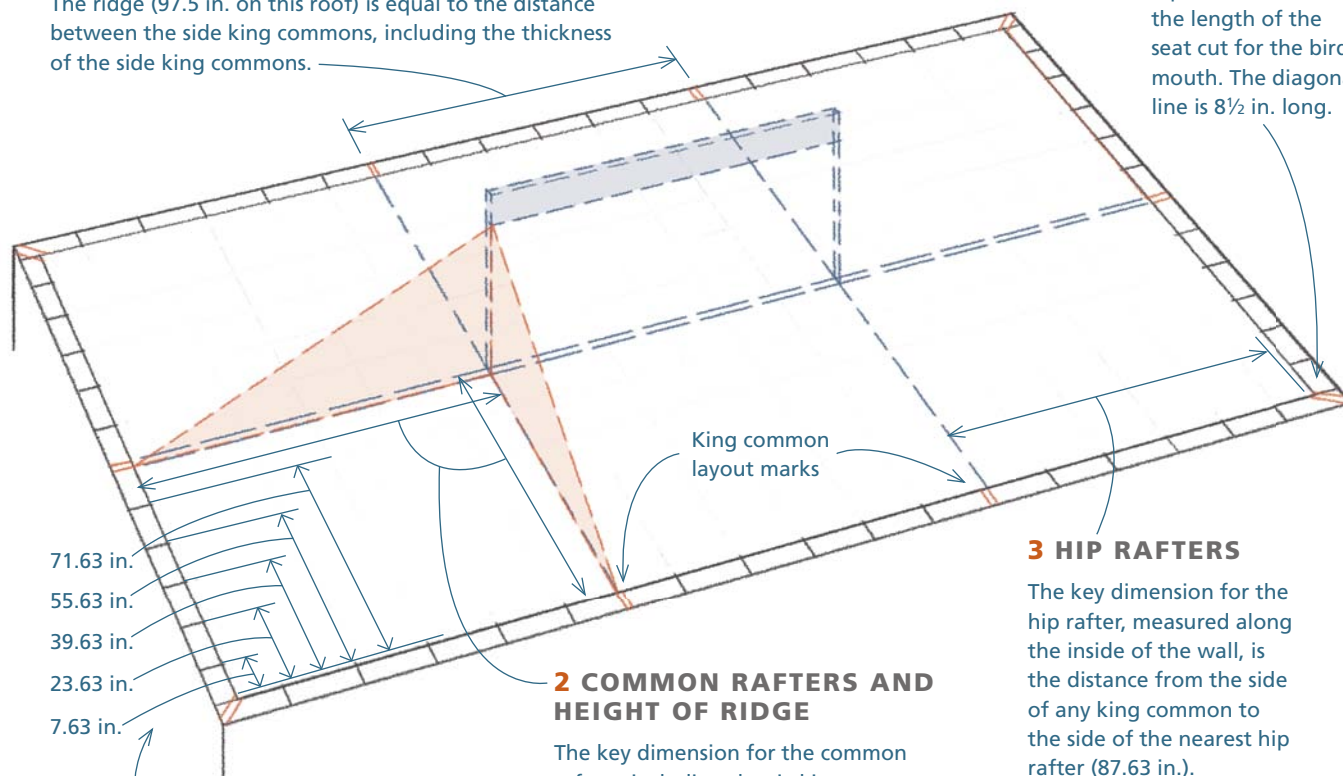 The ridge (97.5 in. on this roof) is equal to the distance
between the side king commons, including the thickness
of the side king commons.
the length of the
seat cut for the bird
mouth. The diagon
line is 8½ in. long.
King common
layout marks
71.63 in.
55.63 in.
39.63 in.
23.63 in.
7.63 in.
2 COMMON RAFTERS AND
HEIGHT OF RIDGE
The key dimension for the common
3 HIP RAFTERS
The key dimension for the
hip rafter, measured along
the inside of the wall, is
the distance from the side
of any king common to
the side of the nearest hip
rafter (87.63 in.).